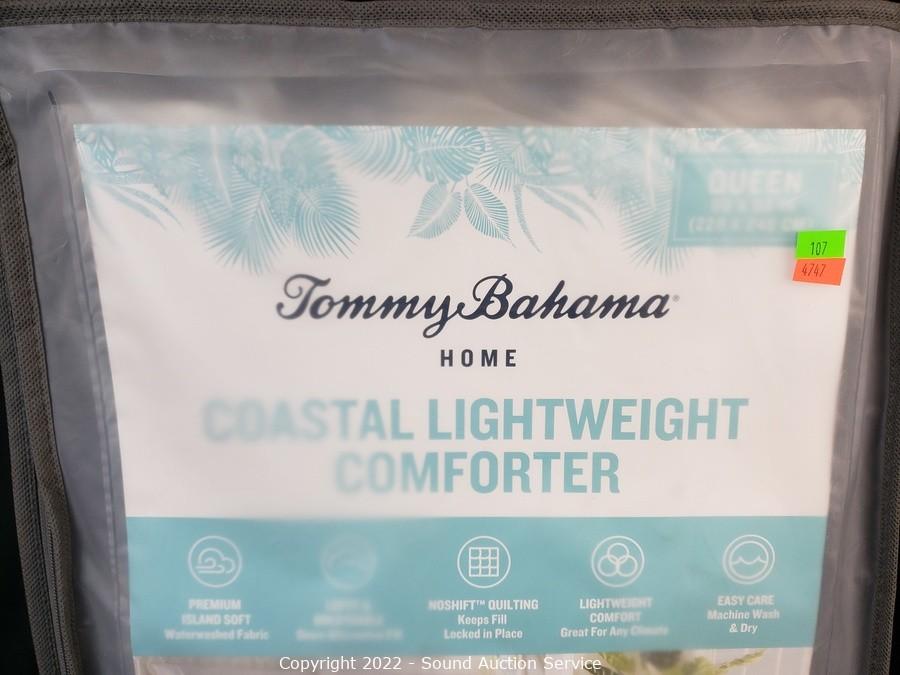 QUEEN
107
4747
Tommy Bahama®
HOME
COASTAL LIGHTWEIGHT
COMFORTER
PREMIUM
ISLAND SOFT
Waterwashed Fabric
NOSHIFT™ QUILTING
Keeps Fill
Locked in Place
LIGHTWEIGHT
COMFORT
Great For Any Climate
EASY CARE
Machine Wash
& Dry
Copyright 2022 - Sound Auction Service